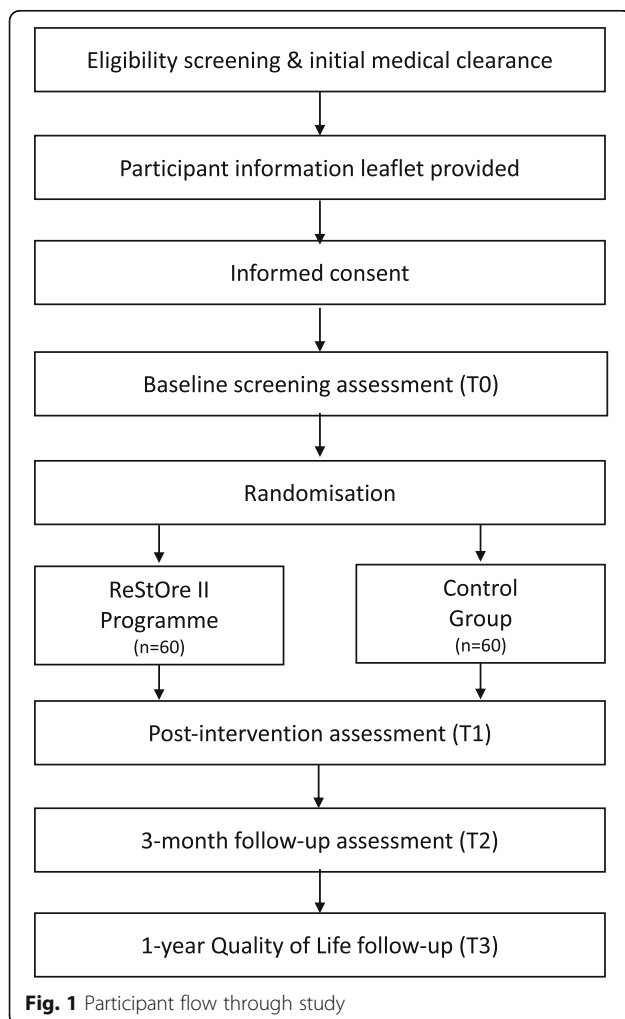 Eligibility screening & initial medical clearance
Participant information leaflet provided
Informed consent
Baseline screening assessment (T0)
Randomisation
ReStOre II
Programme
(n=60)
Control
Group
(n=60)
Post-intervention assessment (T1)
3-month follow-up assessment (T2)
1-year Quality of Life follow-up (T3)
Fig. 1 Participant flow through study